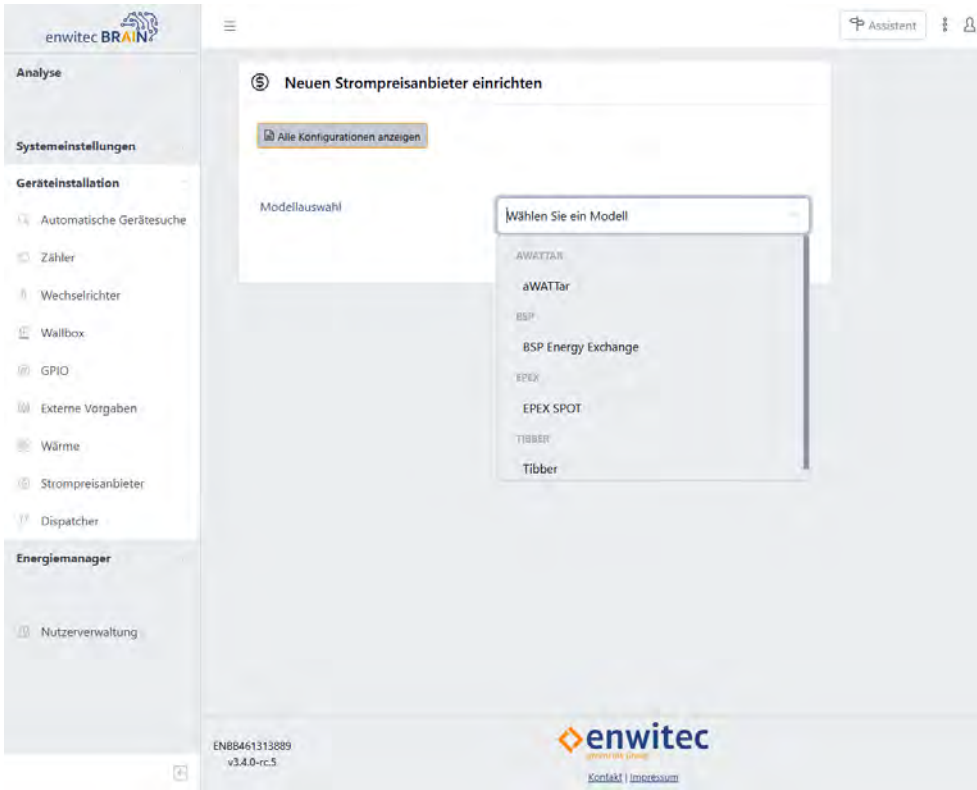 enwitec BRAIN
Assistent
Analyse
Systemeinstellungen
Geräteinstallation
Automatische Gerätesuche
Zähler
Wechselrichter
Wallbox
GPIO
Externe Vorgaben
Wärme
Strompreisanbieter
Dispatcher
Energiemanager
Nutzerverwaltung
Neuen Strompreisanbieter einrichten
Alle Konfigurationen anzeigen
Modellauswahl
Wählen Sie ein Modell
AWATTAR
aWATTar
BSP
BSP Energy Exchange
EPEX
EPEX SPOT
TIBBER
Tibber
ENBB461313889
v3.4.0-rc.5
enwitec
Kontakt | Impressum